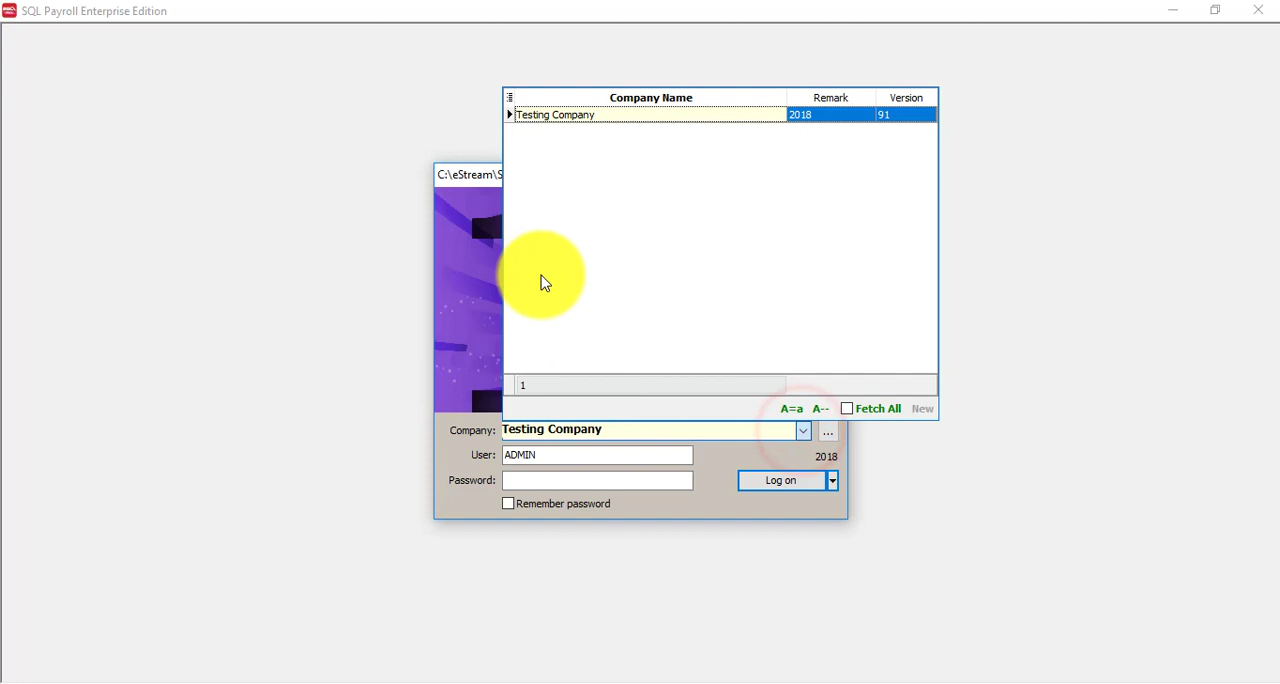 SQL Payroll Enterprise Edition
Company Name Remark Version
Testing Company 2018 91
C:\eStream\S
1
A=a A-- Fetch All New
Company: Testing Company ...
User: ADMIN 2018
Password: Log on
Remember password